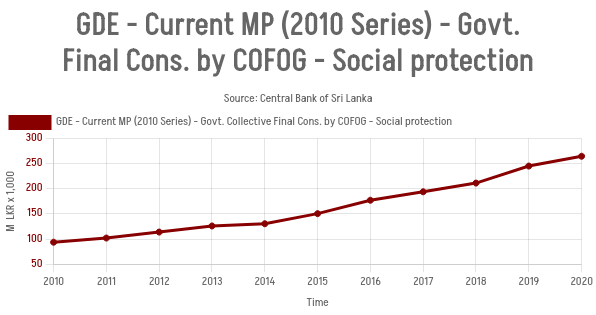 GDE - Current MP (2010 Series) - Govt.
Final Cons. by COFOG - Social protection
Source: Central Bank of Sri Lanka
GDE - Current MP (2010 Series) - Govt. Collective Final Cons. by COFOG - Social protection
M LKR x 1,000
300
250
200
150
100
50
2010 2011 2012 2013 2014 2015 2016 2017 2018 2019 2020
Time